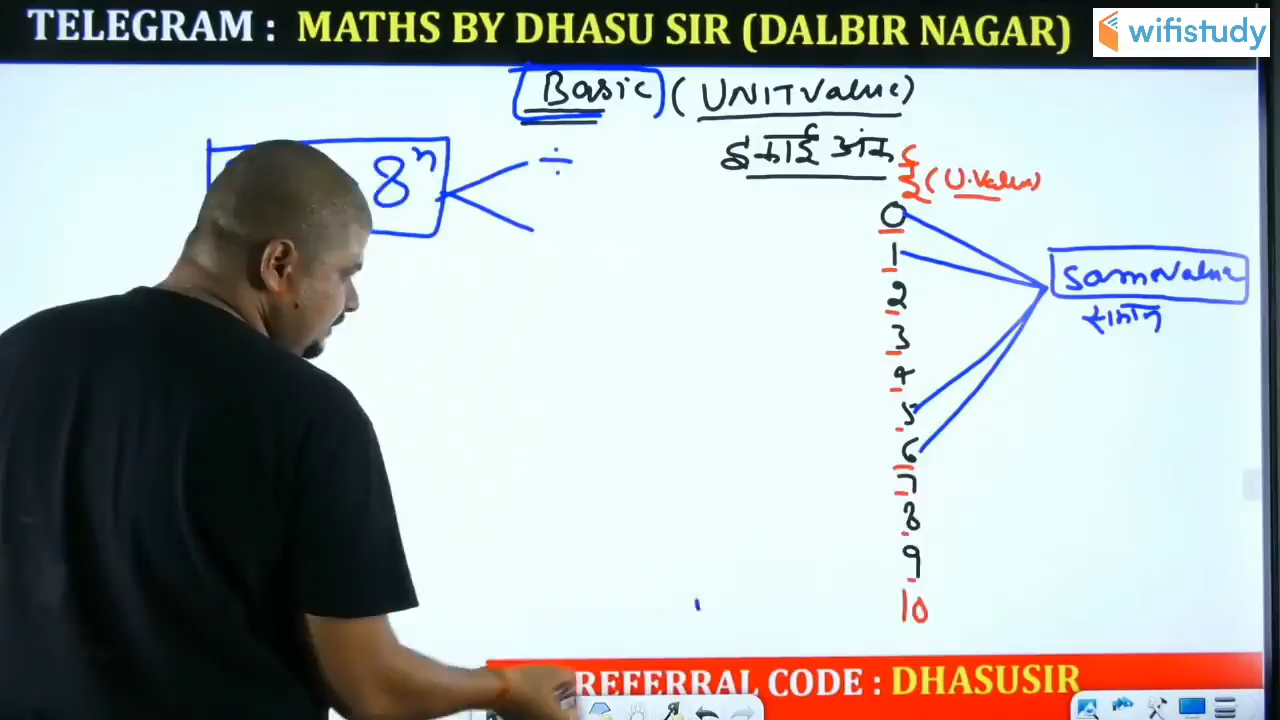 TELEGRAM : MATHS BY DHASU SIR (DALBIR NAGAR)
wifistudy
Basic (UNIT Value)
इकाई अंक
ξ (U.Value)
8ⁿ
÷
0
1
2
3
4
5
6
7
8
9
10
Same Value
समान
REFERRAL CODE : DHASUSIR